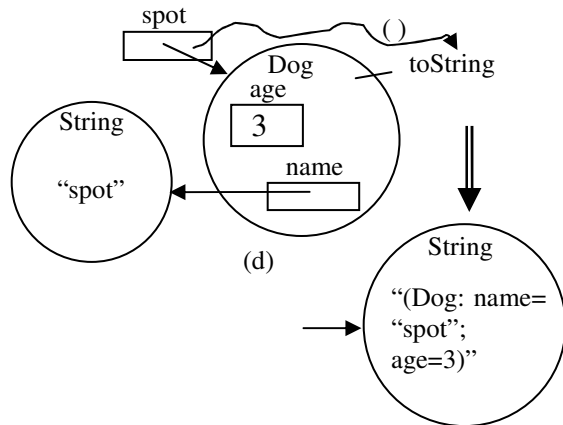 spot
( )
Dog
toString
age
String
3
name
“spot”
(d)
String
“(Dog: name=
“spot”;
age=3)”